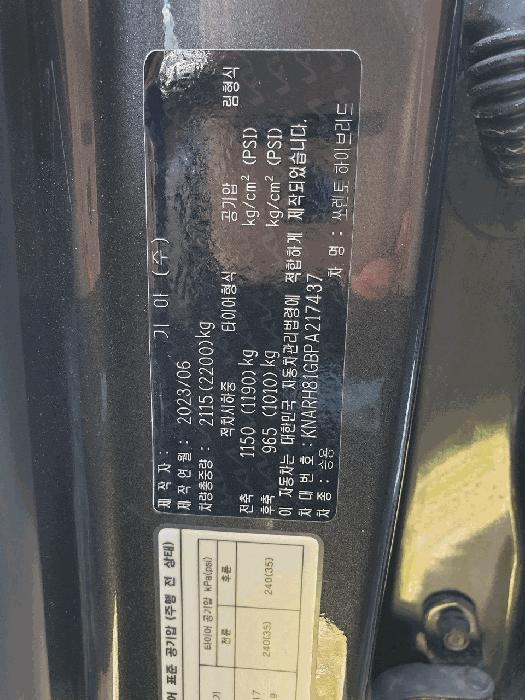 제 작 자 : 기 아 (주)
제 작 연 월 : 2023/06
차량총중량 : 2115(2200)kg
적차시하중 타이어형식 공기압 림형식
전축 1150 (1190)kg kg/cm² (PSI)
후축 965 (1010)kg kg/cm² (PSI)
이 자동차는 대한민국 자동차관리법령에 적합하게 제작되었습니다.
차 대 번 호 : KNARH81GBPA217437
차 종 : 승용 차 명 : 쏘렌토 하이브리드
표준 공기압 (주행 전 상태)
타이어 공기압 kPa(psi)
전륜 후륜
240(35) 240(35)